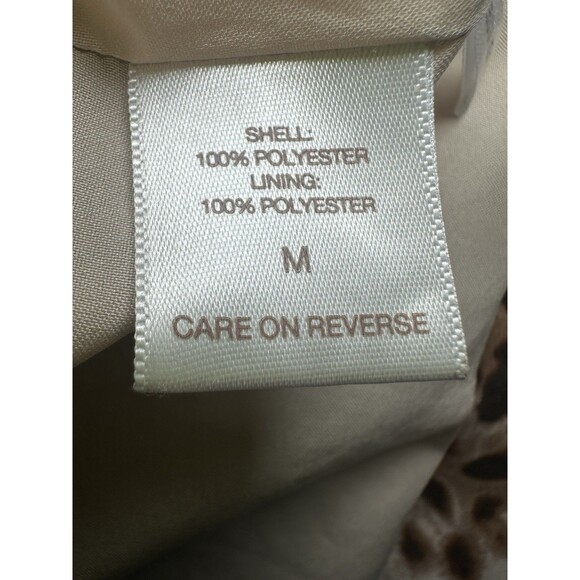 SHELL:
100% POLYESTER
LINING:
100% POLYESTER
M
CARE ON REVERSE